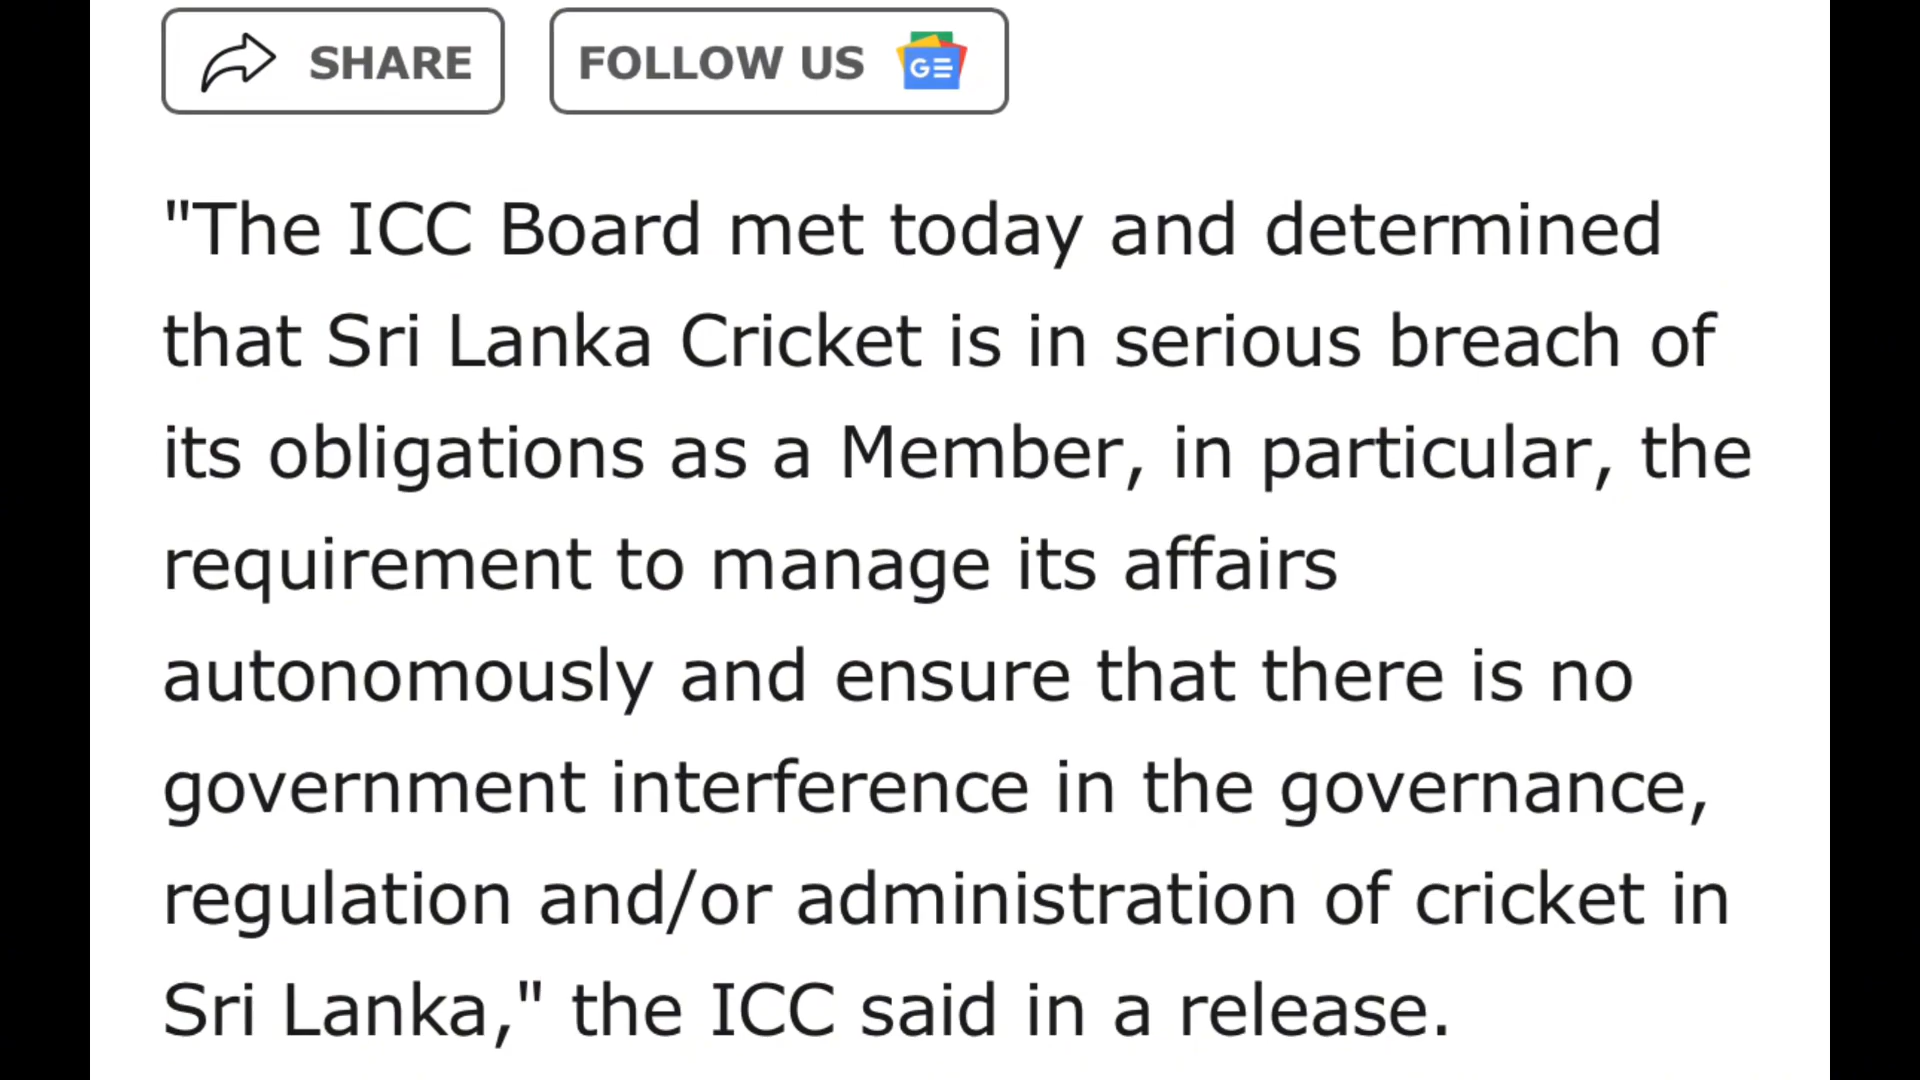 SHARE
FOLLOW US GE
"The ICC Board met today and determined
that Sri Lanka Cricket is in serious breach of
its obligations as a Member, in particular, the
requirement to manage its affairs
autonomously and ensure that there is no
government interference in the governance,
regulation and/or administration of cricket in
Sri Lanka," the ICC said in a release.